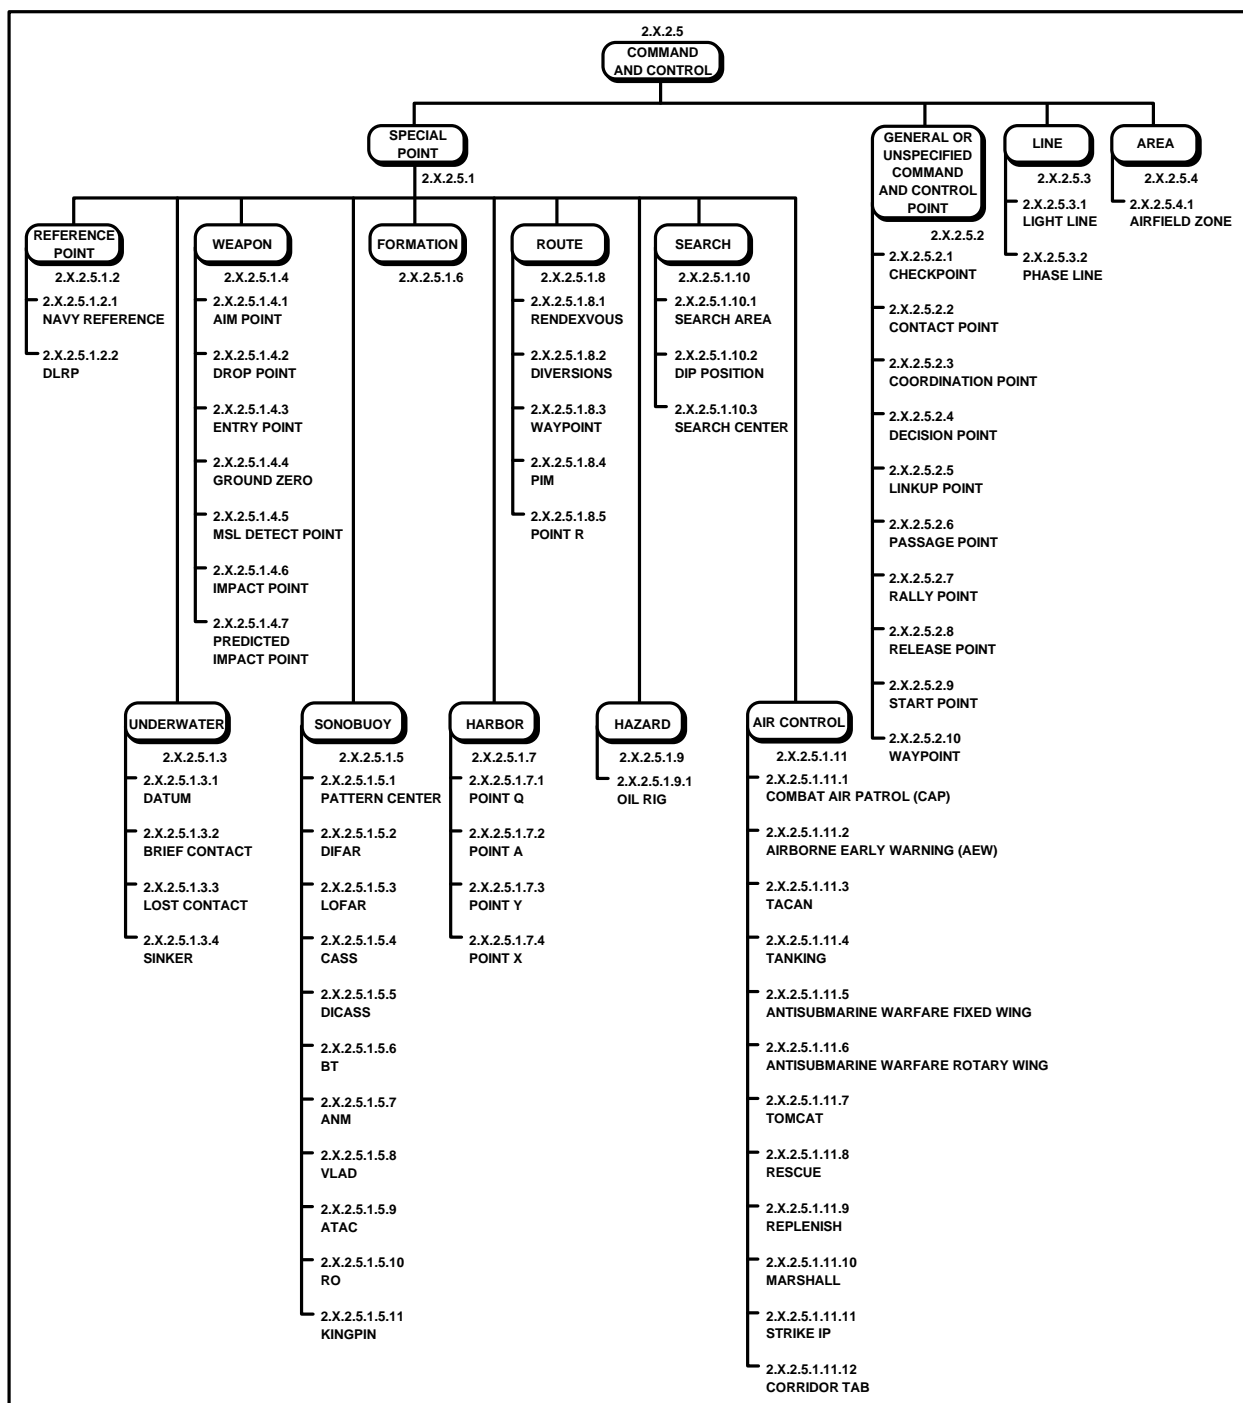 2.X.2.5
COMMAND
AND CONTROL
SPECIAL
POINT
2.X.2.5.1
GENERAL OR
UNSPECIFIED
COMMAND
AND CONTROL
POINT
2.X.2.5.2
LINE
2.X.2.5.3
AREA
2.X.2.5.4
2.X.2.5.3.1
LIGHT LINE
2.X.2.5.3.2
PHASE LINE
2.X.2.5.4.1
AIRFIELD ZONE
REFERENCE
POINT
2.X.2.5.1.2
2.X.2.5.1.2.1
NAVY REFERENCE
2.X.2.5.1.2.2
DLRP
WEAPON
2.X.2.5.1.4
2.X.2.5.1.4.1
AIM POINT
2.X.2.5.1.4.2
DROP POINT
2.X.2.5.1.4.3
ENTRY POINT
2.X.2.5.1.4.4
GROUND ZERO
2.X.2.5.1.4.5
MSL DETECT POINT
2.X.2.5.1.4.6
IMPACT POINT
2.X.2.5.1.4.7
PREDICTED
IMPACT POINT
FORMATION
2.X.2.5.1.6
ROUTE
2.X.2.5.1.8
2.X.2.5.1.8.1
RENDEXVOUS
2.X.2.5.1.8.2
DIVERSIONS
2.X.2.5.1.8.3
WAYPOINT
2.X.2.5.1.8.4
PIM
2.X.2.5.1.8.5
POINT R
SEARCH
2.X.2.5.1.10
2.X.2.5.1.10.1
SEARCH AREA
2.X.2.5.1.10.2
DIP POSITION
2.X.2.5.1.10.3
SEARCH CENTER
2.X.2.5.2.1
CHECKPOINT
2.X.2.5.2.2
CONTACT POINT
2.X.2.5.2.3
COORDINATION POINT
2.X.2.5.2.4
DECISION POINT
2.X.2.5.2.5
LINKUP POINT
2.X.2.5.2.6
PASSAGE POINT
2.X.2.5.2.7
RALLY POINT
2.X.2.5.2.8
RELEASE POINT
2.X.2.5.2.9
START POINT
2.X.2.5.2.10
WAYPOINT
UNDERWATER
2.X.2.5.1.3
2.X.2.5.1.3.1
DATUM
2.X.2.5.1.3.2
BRIEF CONTACT
2.X.2.5.1.3.3
LOST CONTACT
2.X.2.5.1.3.4
SINKER
SONOBUOY
2.X.2.5.1.5
2.X.2.5.1.5.1
PATTERN CENTER
2.X.2.5.1.5.2
DIFAR
2.X.2.5.1.5.3
LOFAR
2.X.2.5.1.5.4
CASS
2.X.2.5.1.5.5
DICASS
2.X.2.5.1.5.6
BT
2.X.2.5.1.5.7
ANM
2.X.2.5.1.5.8
VLAD
2.X.2.5.1.5.9
ATAC
2.X.2.5.1.5.10
RO
2.X.2.5.1.5.11
KINGPIN
HARBOR
2.X.2.5.1.7
2.X.2.5.1.7.1
POINT Q
2.X.2.5.1.7.2
POINT A
2.X.2.5.1.7.3
POINT Y
2.X.2.5.1.7.4
POINT X
HAZARD
2.X.2.5.1.9
2.X.2.5.1.9.1
OIL RIG
AIR CONTROL
2.X.2.5.1.11
2.X.2.5.1.11.1
COMBAT AIR PATROL (CAP)
2.X.2.5.1.11.2
AIRBORNE EARLY WARNING (AEW)
2.X.2.5.1.11.3
TACAN
2.X.2.5.1.11.4
TANKING
2.X.2.5.1.11.5
ANTISUBMARINE WARFARE FIXED WING
2.X.2.5.1.11.6
ANTISUBMARINE WARFARE ROTARY WING
2.X.2.5.1.11.7
TOMCAT
2.X.2.5.1.11.8
RESCUE
2.X.2.5.1.11.9
REPLENISH
2.X.2.5.1.11.10
MARSHALL
2.X.2.5.1.11.11
STRIKE IP
2.X.2.5.1.11.12
CORRIDOR TAB